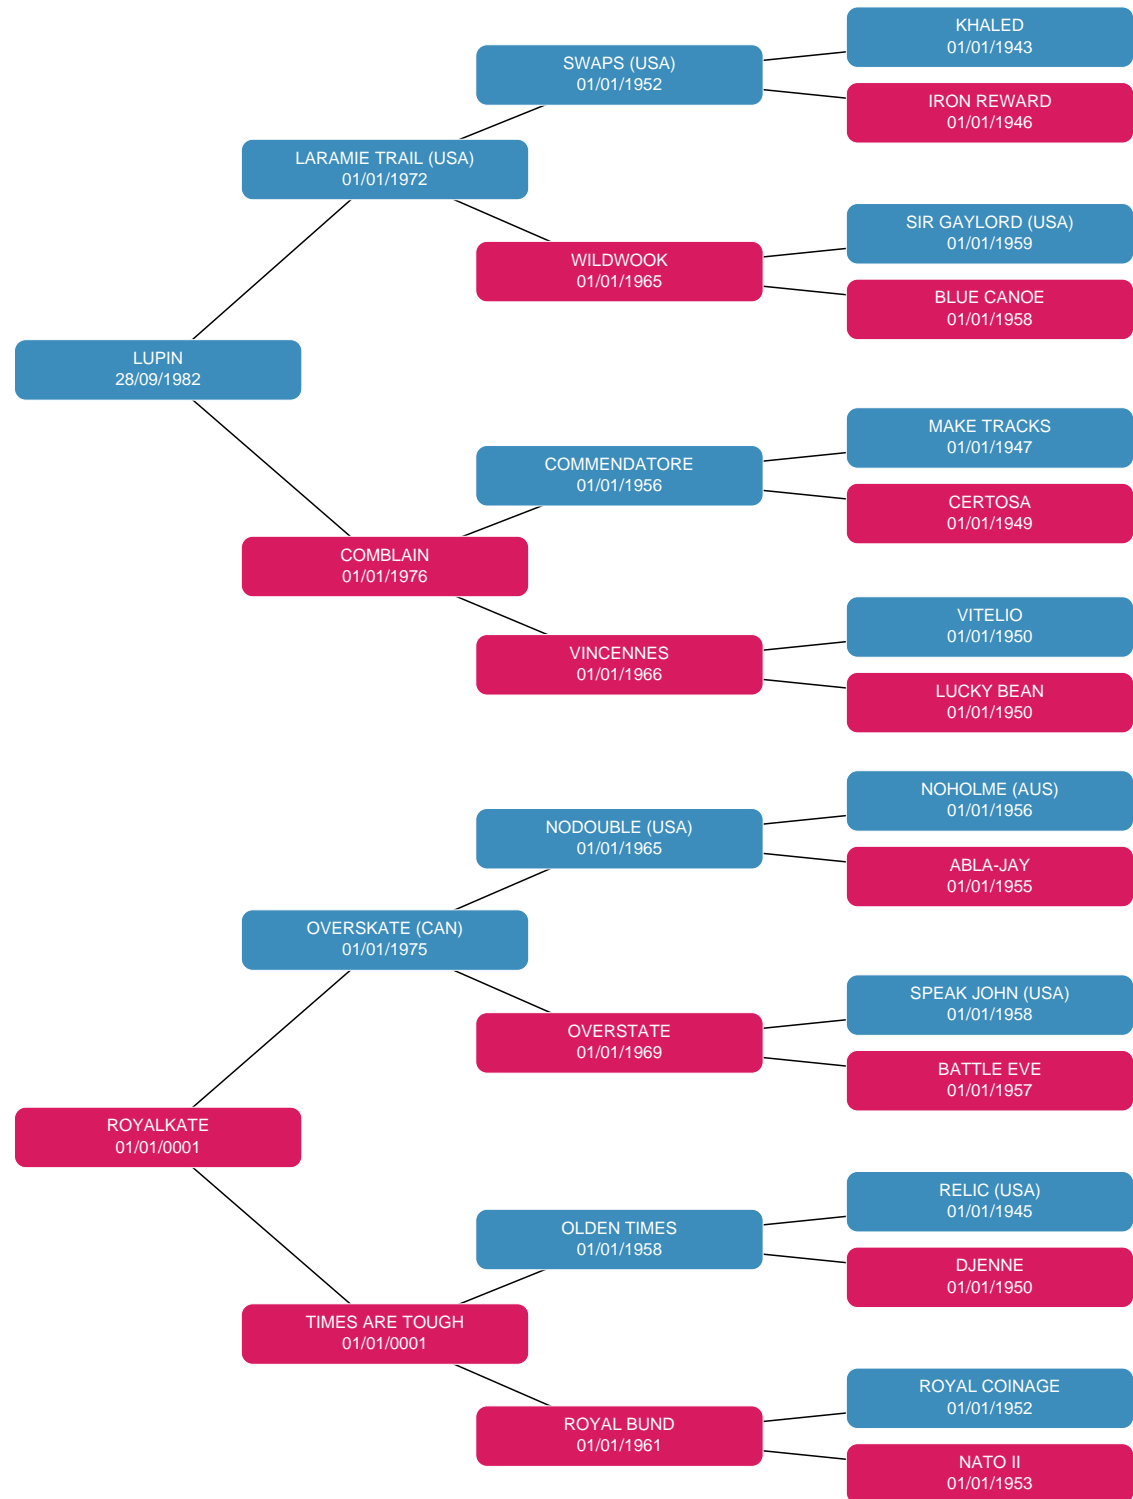 KHALED
01/01/1943
SWAPS (USA)
01/01/1952
IRON REWARD
01/01/1946
LARAMIE TRAIL (USA)
01/01/1972
SIR GAYLORD (USA)
01/01/1959
WILDWOOK
01/01/1965
BLUE CANOE
01/01/1958
LUPIN
28/09/1982
MAKE TRACKS
01/01/1947
COMMENDATORE
01/01/1956
CERTOSA
01/01/1949
COMBLAIN
01/01/1976
VITELIO
01/01/1950
VINCENNES
01/01/1966
LUCKY BEAN
01/01/1950
NOHOLME (AUS)
01/01/1956
NODOUBLE (USA)
01/01/1965
ABLA-JAY
01/01/1955
OVERSKATE (CAN)
01/01/1975
SPEAK JOHN (USA)
01/01/1958
OVERSTATE
01/01/1969
BATTLE EVE
01/01/1957
ROYALKATE
01/01/0001
RELIC (USA)
01/01/1945
OLDEN TIMES
01/01/1958
DJENNE
01/01/1950
TIMES ARE TOUGH
01/01/0001
ROYAL COINAGE
01/01/1952
ROYAL BUND
01/01/1961
NATO II
01/01/1953